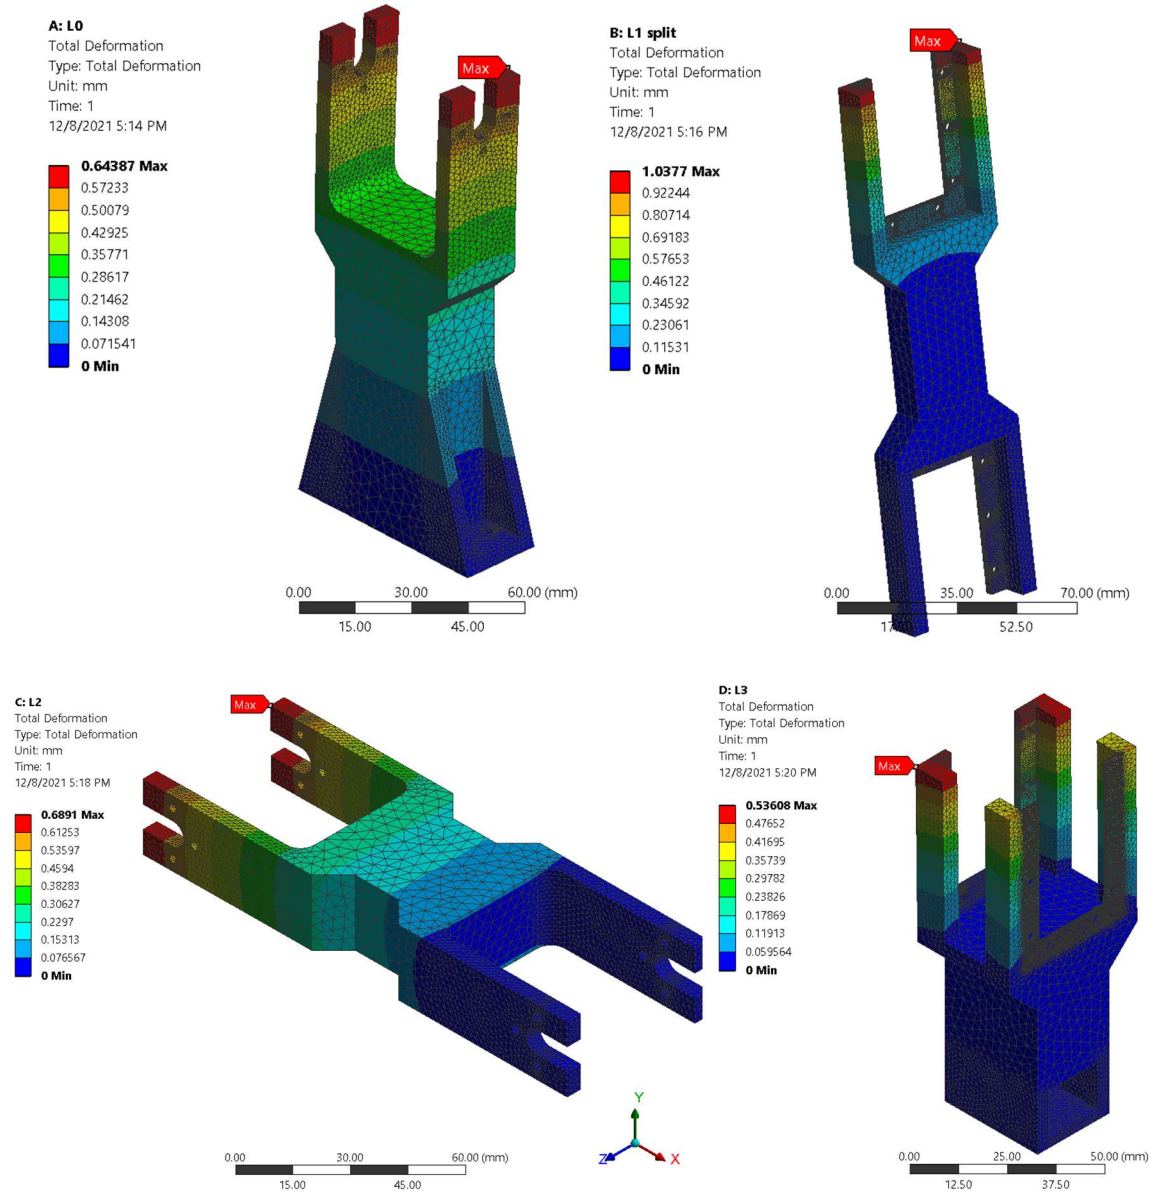 A: L0
Total Deformation
Type: Total Deformation
Unit: mm
Time: 1
12/8/2021 5:14 PM
0.64387 Max
0.57233
0.50079
0.42925
0.35771
0.28617
0.21462
0.14308
0.071541
0 Min
Max
0.00 30.00 60.00 (mm)
15.00 45.00
B: L1 split
Total Deformation
Type: Total Deformation
Unit: mm
Time: 1
12/8/2021 5:16 PM
1.0377 Max
0.92244
0.80714
0.69183
0.57653
0.46122
0.34592
0.23061
0.11531
0 Min
Max
0.00 35.00 70.00 (mm)
52.50
C: L2
Total Deformation
Type: Total Deformation
Unit: mm
Time: 1
12/8/2021 5:18 PM
0.6891 Max
0.61253
0.53597
0.4594
0.38283
0.30627
0.2297
0.15313
0.076567
0 Min
Max
0.00 30.00 60.00 (mm)
15.00 45.00
Y
Z
X
D: L3
Total Deformation
Type: Total Deformation
Unit: mm
Time: 1
12/8/2021 5:20 PM
0.53608 Max
0.47652
0.41695
0.35739
0.29782
0.23826
0.17869
0.11913
0.059564
0 Min
Max
0.00 25.00 50.00 (mm)
12.50 37.50